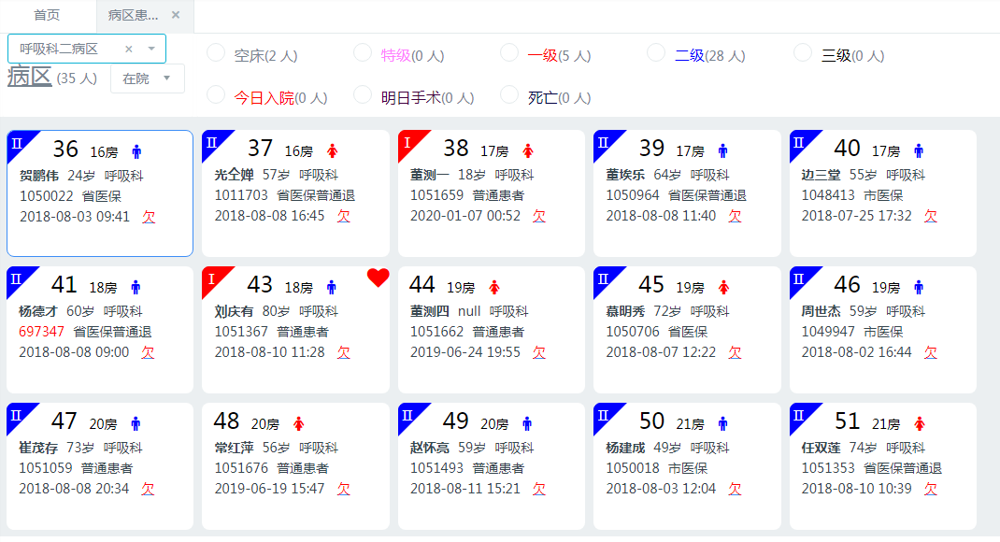 首页 病区患... ×
呼吸科二病区 ×
病区 (35 人) 在院
空床(2 人) 特级(0 人) 一级(5 人) 二级(28 人) 三级(0 人)
今日入院(0 人) 明日手术(0 人) 死亡(0 人)
II 36 16房
贺鹏伟 24岁 呼吸科
1050022 省医保
2018-08-03 09:41 欠
II 37 16房
光仝婵 57岁 呼吸科
1011703 省医保普通退
2018-08-08 16:45 欠
I 38 17房
董测一 18岁 呼吸科
1051659 普通患者
2020-01-07 00:52 欠
II 39 17房
董埃乐 64岁 呼吸科
1050964 省医保普通退
2018-08-08 11:40 欠
II 40 17房
边三堂 55岁 呼吸科
1048413 市医保
2018-07-25 17:32 欠
II 41 18房
杨德才 60岁 呼吸科
697347 省医保普通退
2018-08-08 09:00 欠
I 43 18房
刘庆有 80岁 呼吸科
1051367 普通患者
2018-08-10 11:28 欠
44 19房
董测四 null 呼吸科
1051662 普通患者
2019-06-24 19:55 欠
II 45 19房
慕明秀 72岁 呼吸科
1050706 省医保
2018-08-07 12:22 欠
II 46 19房
周世杰 59岁 呼吸科
1049947 市医保
2018-08-02 16:44 欠
II 47 20房
崔茂存 73岁 呼吸科
1051059 普通患者
2018-08-08 20:34 欠
48 20房
常红萍 56岁 呼吸科
1051676 普通患者
2019-06-19 15:47 欠
II 49 20房
赵怀亮 59岁 呼吸科
1051493 普通患者
2018-08-11 15:21 欠
II 50 21房
杨建成 49岁 呼吸科
1050018 市医保
2018-08-03 12:04 欠
II 51 21房
任双莲 74岁 呼吸科
1051353 省医保普通退
2018-08-10 10:39 欠